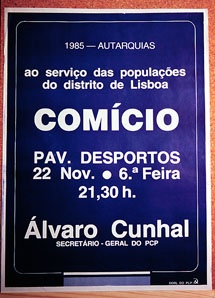 1985 — AUTARQUIAS
ao serviço das populações
do distrito de Lisboa
COMÍCIO
PAV. DESPORTOS
22 Nov. ● 6.ª Feira
21,30 h.
Álvaro Cunhal
SECRETÁRIO - GERAL DO PCP